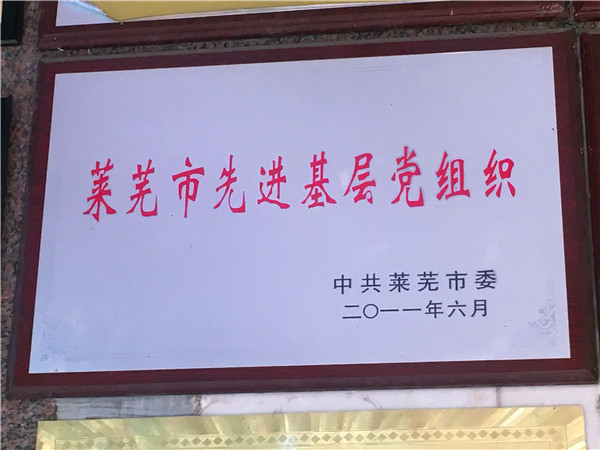 莱芜市先进基层党组织
中共莱芜市委
二〇一一年六月